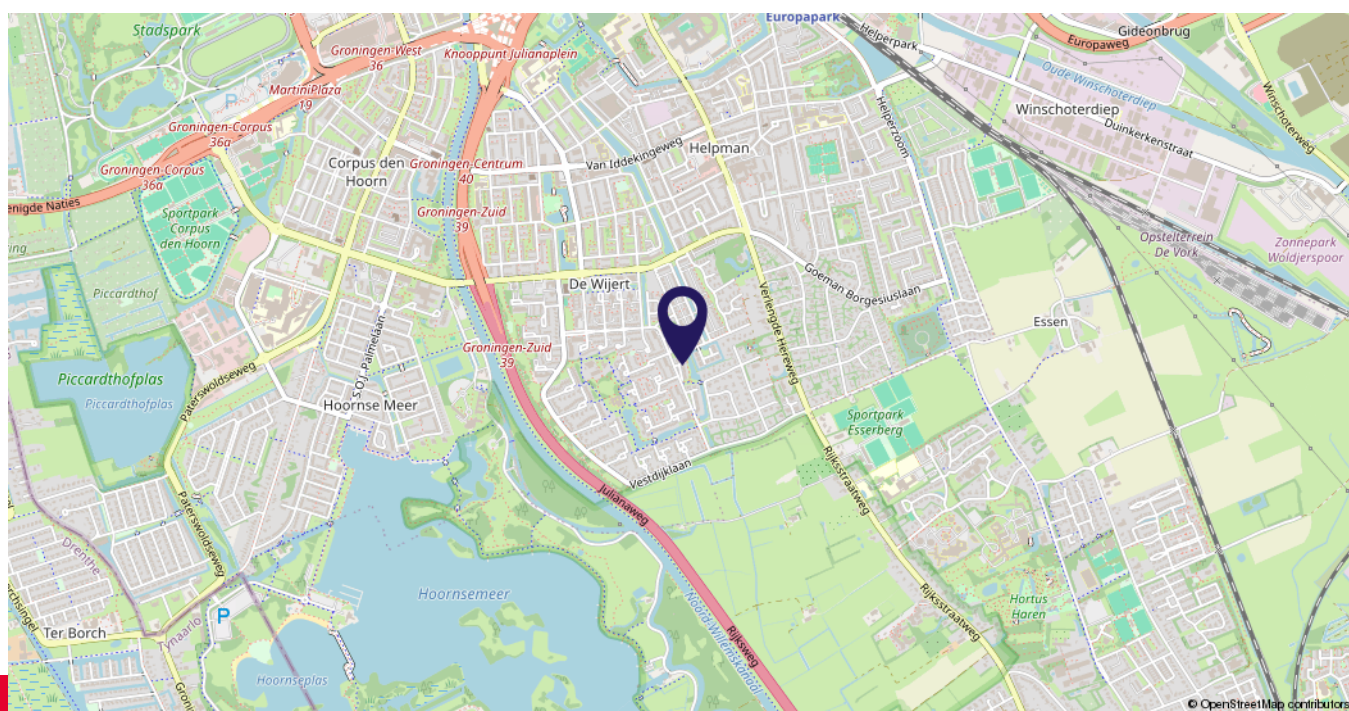 Europapark
Stadspark
Helperpark
Gideonbrug
Europaweg
Groningen-West
36
Knooppunt Julianaplein
Oude Winschoterdiep
MartiniPlaza
19
P
Winschoterweg
Helperzoom
Winschoterdiep
Groningen-Corpus
36a
Duinkerkenstraat
Van Iddekingeweg
Helpman
Corpus den
Hoorn
Groningen-Centrum
40
Groningen-Corpus
36a
enigde Naties
Sportpark
Corpus
den Hoorn
Groningen-Zuid
39
Opstelterrein
De Vork
Zonnepark
Woldjerspoor
ring
Goeman Borgesiuslaan
De Wijert
Piccardthof
Verlengde Hereweg
Essen
S.O.J. Palmelaan
Groningen-Zuid
39
Piccardthofplas
Piccardthofplas
Paterswoldseweg
Hoornse Meer
Sportpark
Esserberg
Vestdijklaan
Julianaweg
Rijksstraatweg
Paterswoldseweg
Drenthe
Hoornsemeer
Noord-Willemskanaal
Rijksweg
Rijksstraatweg
Hortus
Haren
rchsingel
P
Ter Borch
Tynaarlo
Hoornseplas
Gron
© OpenStreetMap contributors